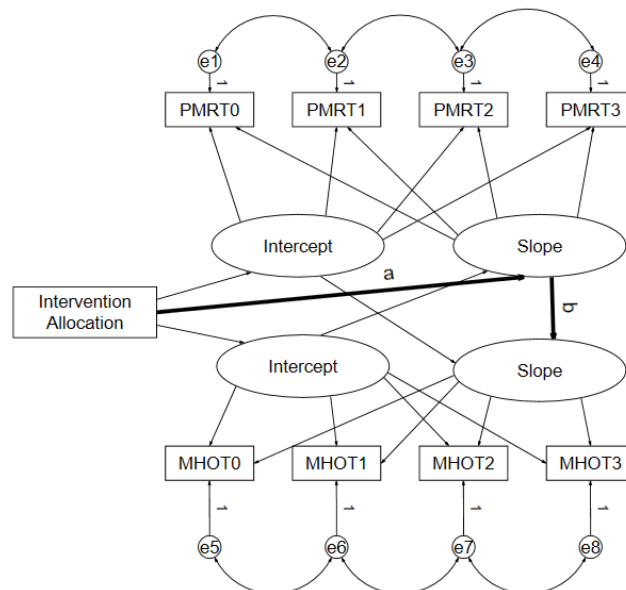 e1 e2 e3 e4
1 1 1 1
PMRT0 PMRT1 PMRT2 PMRT3
Intercept Slope
a
Intervention
Allocation
b
Intercept Slope
MHOT0 MHOT1 MHOT2 MHOT3
1 1 1 1
e5 e6 e7 e8